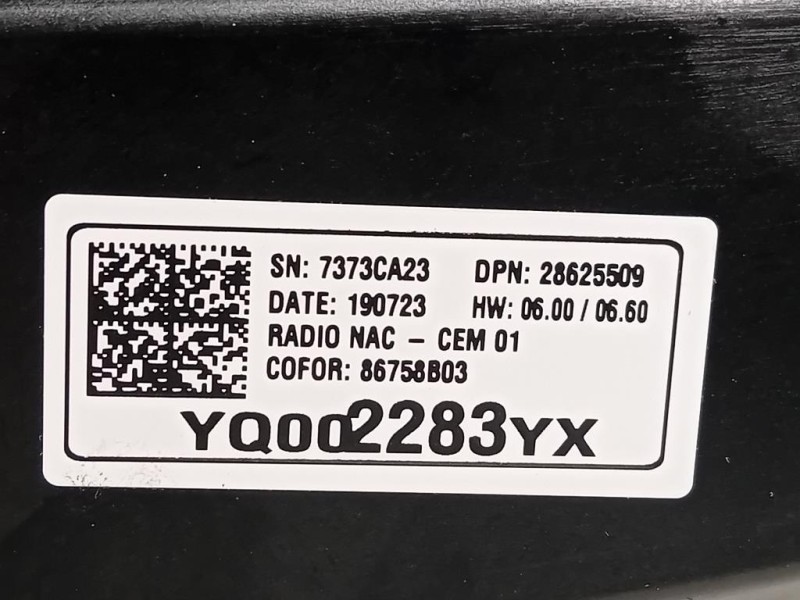 SN: 7373CA23 DPN: 28625509
DATE: 190723 HW: 06.00 / 06.60
RADIO NAC - CEM 01
COFOR: 86758B03
YQ002283YX